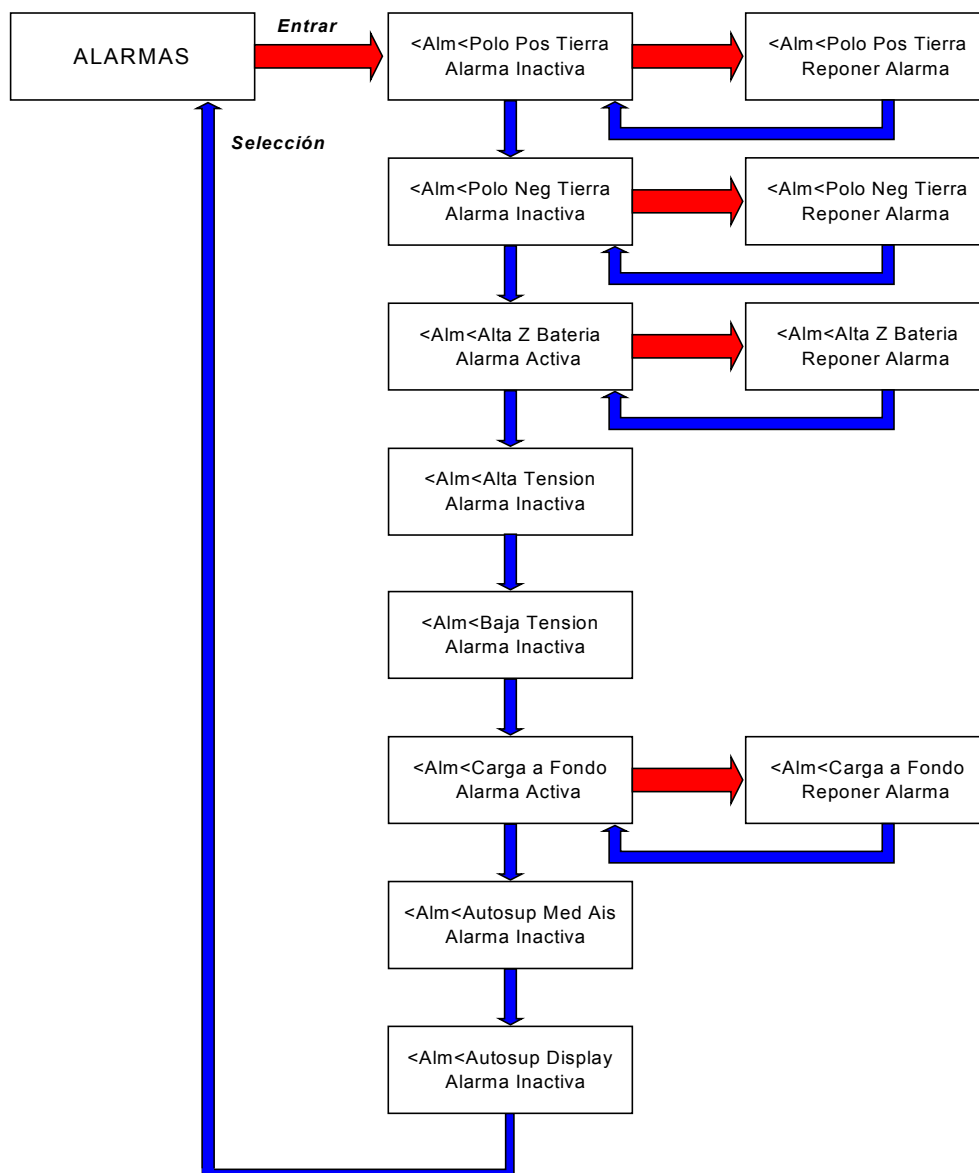 Entrar
ALARMAS
<Alm<Polo Pos Tierra
Alarma Inactiva
<Alm<Polo Pos Tierra
Reponer Alarma
Selección
<Alm<Polo Neg Tierra
Alarma Inactiva
<Alm<Polo Neg Tierra
Reponer Alarma
<Alm<Alta Z Bateria
Alarma Activa
<Alm<Alta Z Bateria
Reponer Alarma
<Alm<Alta Tension
Alarma Inactiva
<Alm<Baja Tension
Alarma Inactiva
<Alm<Carga a Fondo
Alarma Activa
<Alm<Carga a Fondo
Reponer Alarma
<Alm<Autosup Med Ais
Alarma Inactiva
<Alm<Autosup Display
Alarma Inactiva